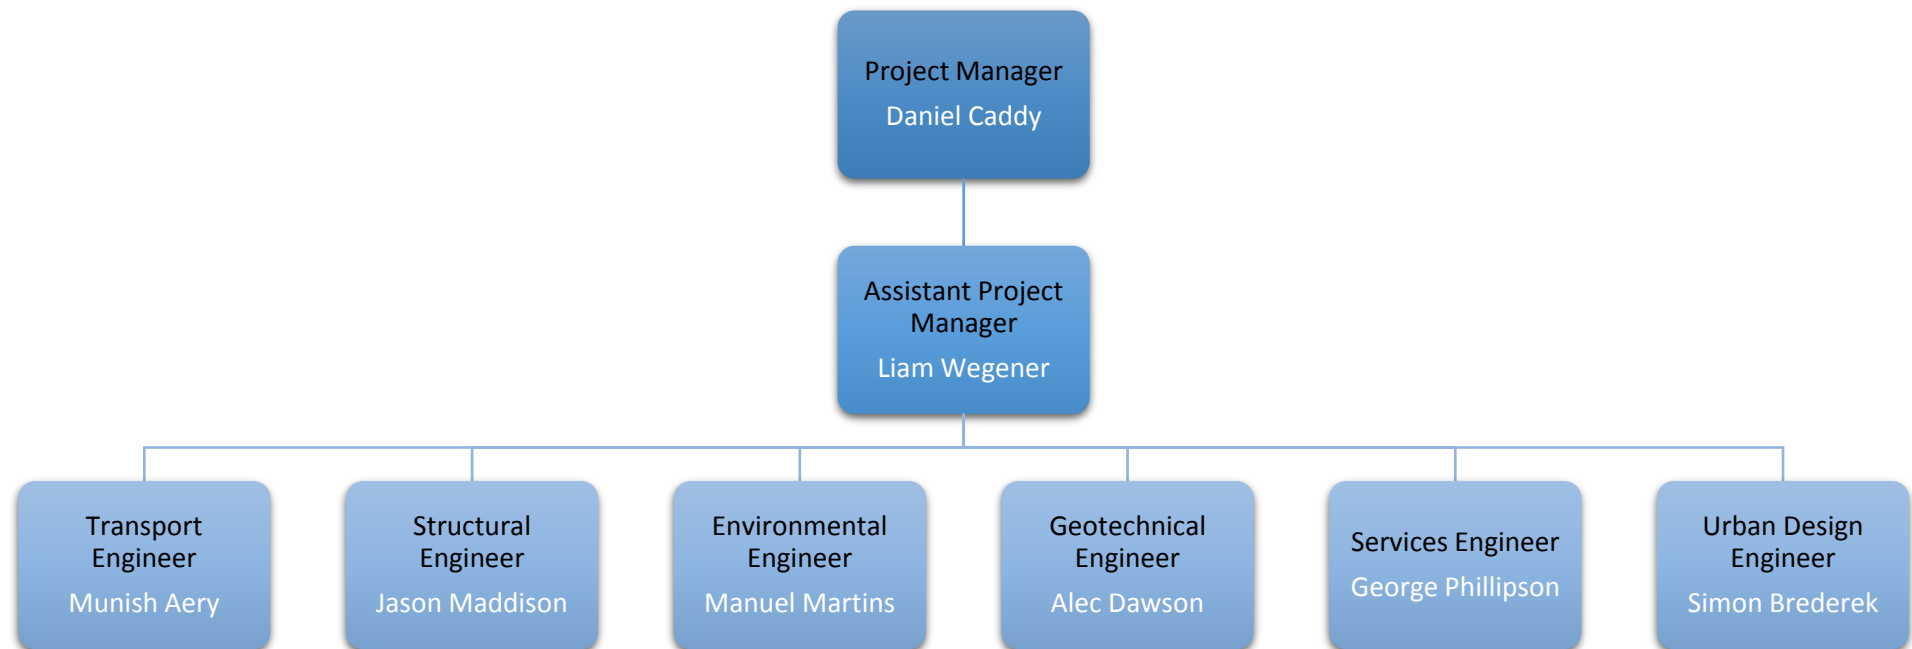 Project Manager
Daniel Caddy
Assistant Project
Manager
Liam Wegener
Transport
Engineer
Munish Aery
Structural
Engineer
Jason Maddison
Environmental
Engineer
Manuel Martins
Geotechnical
Engineer
Alec Dawson
Services Engineer
George Phillipson
Urban Design
Engineer
Simon Brederek